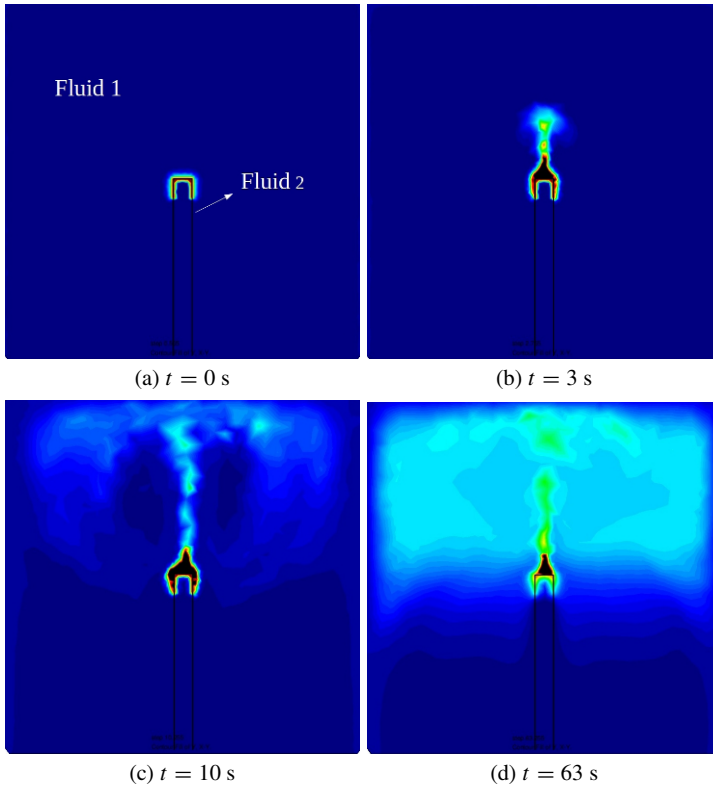 Fluid 1
Fluid 2
(a) t = 0 s
(b) t = 3 s
(c) t = 10 s
(d) t = 63 s